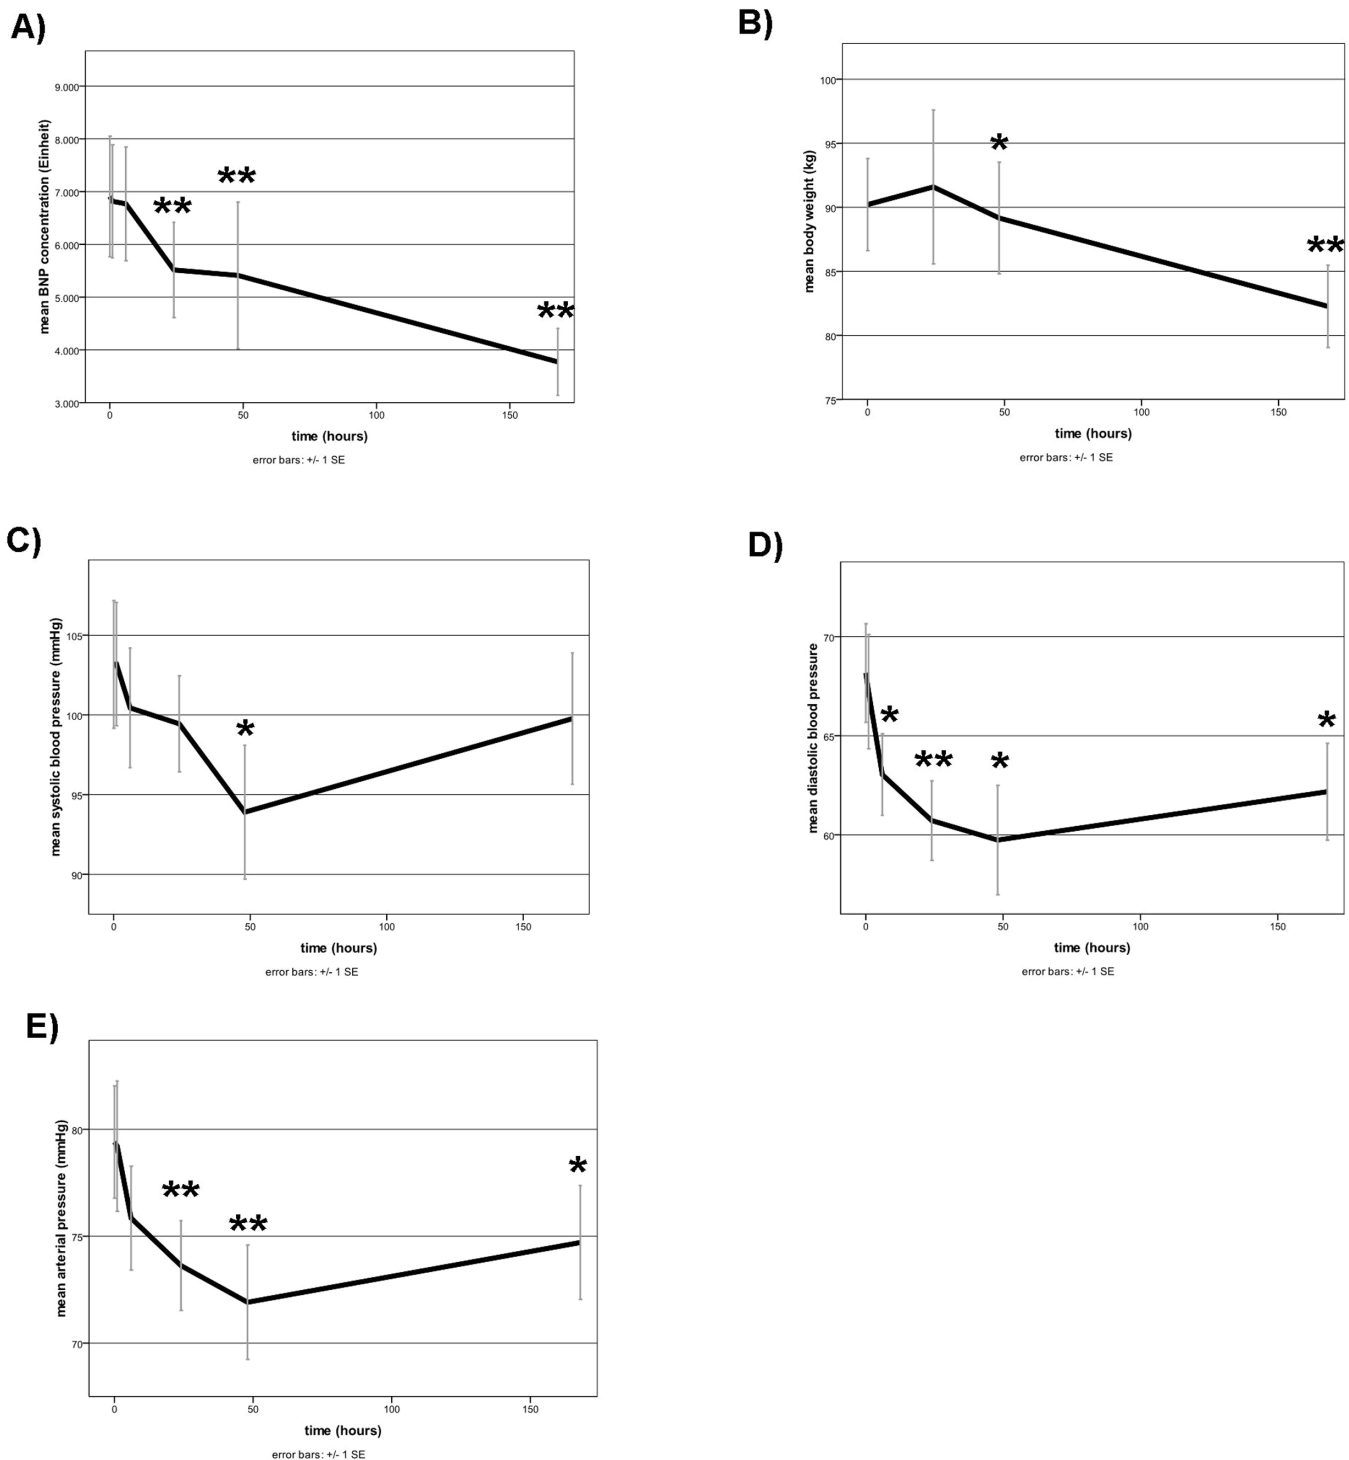 A)
mean BNP concentration (Einheit)
9.000
8.000
**
7.000
**
6.000
5.000
**
4.000
3.000
0 50 100 150
time (hours)
error bars: +/- 1 SE
B)
mean body weight (kg)
100
95
*
90
**
85
80
75
0 50 100 150
time (hours)
error bars: +/- 1 SE
C)
mean systolic blood pressure (mmHg)
105
100
*
95
90
0 50 100 150
time (hours)
error bars: +/- 1 SE
D)
mean diastolic blood pressure
70
* *
65
** *
60
0 50 100 150
time (hours)
error bars: +/- 1 SE
E)
mean arterial pressure (mmHg)
80
*
**
**
75
70
0 50 100 150
time (hours)
error bars: +/- 1 SE